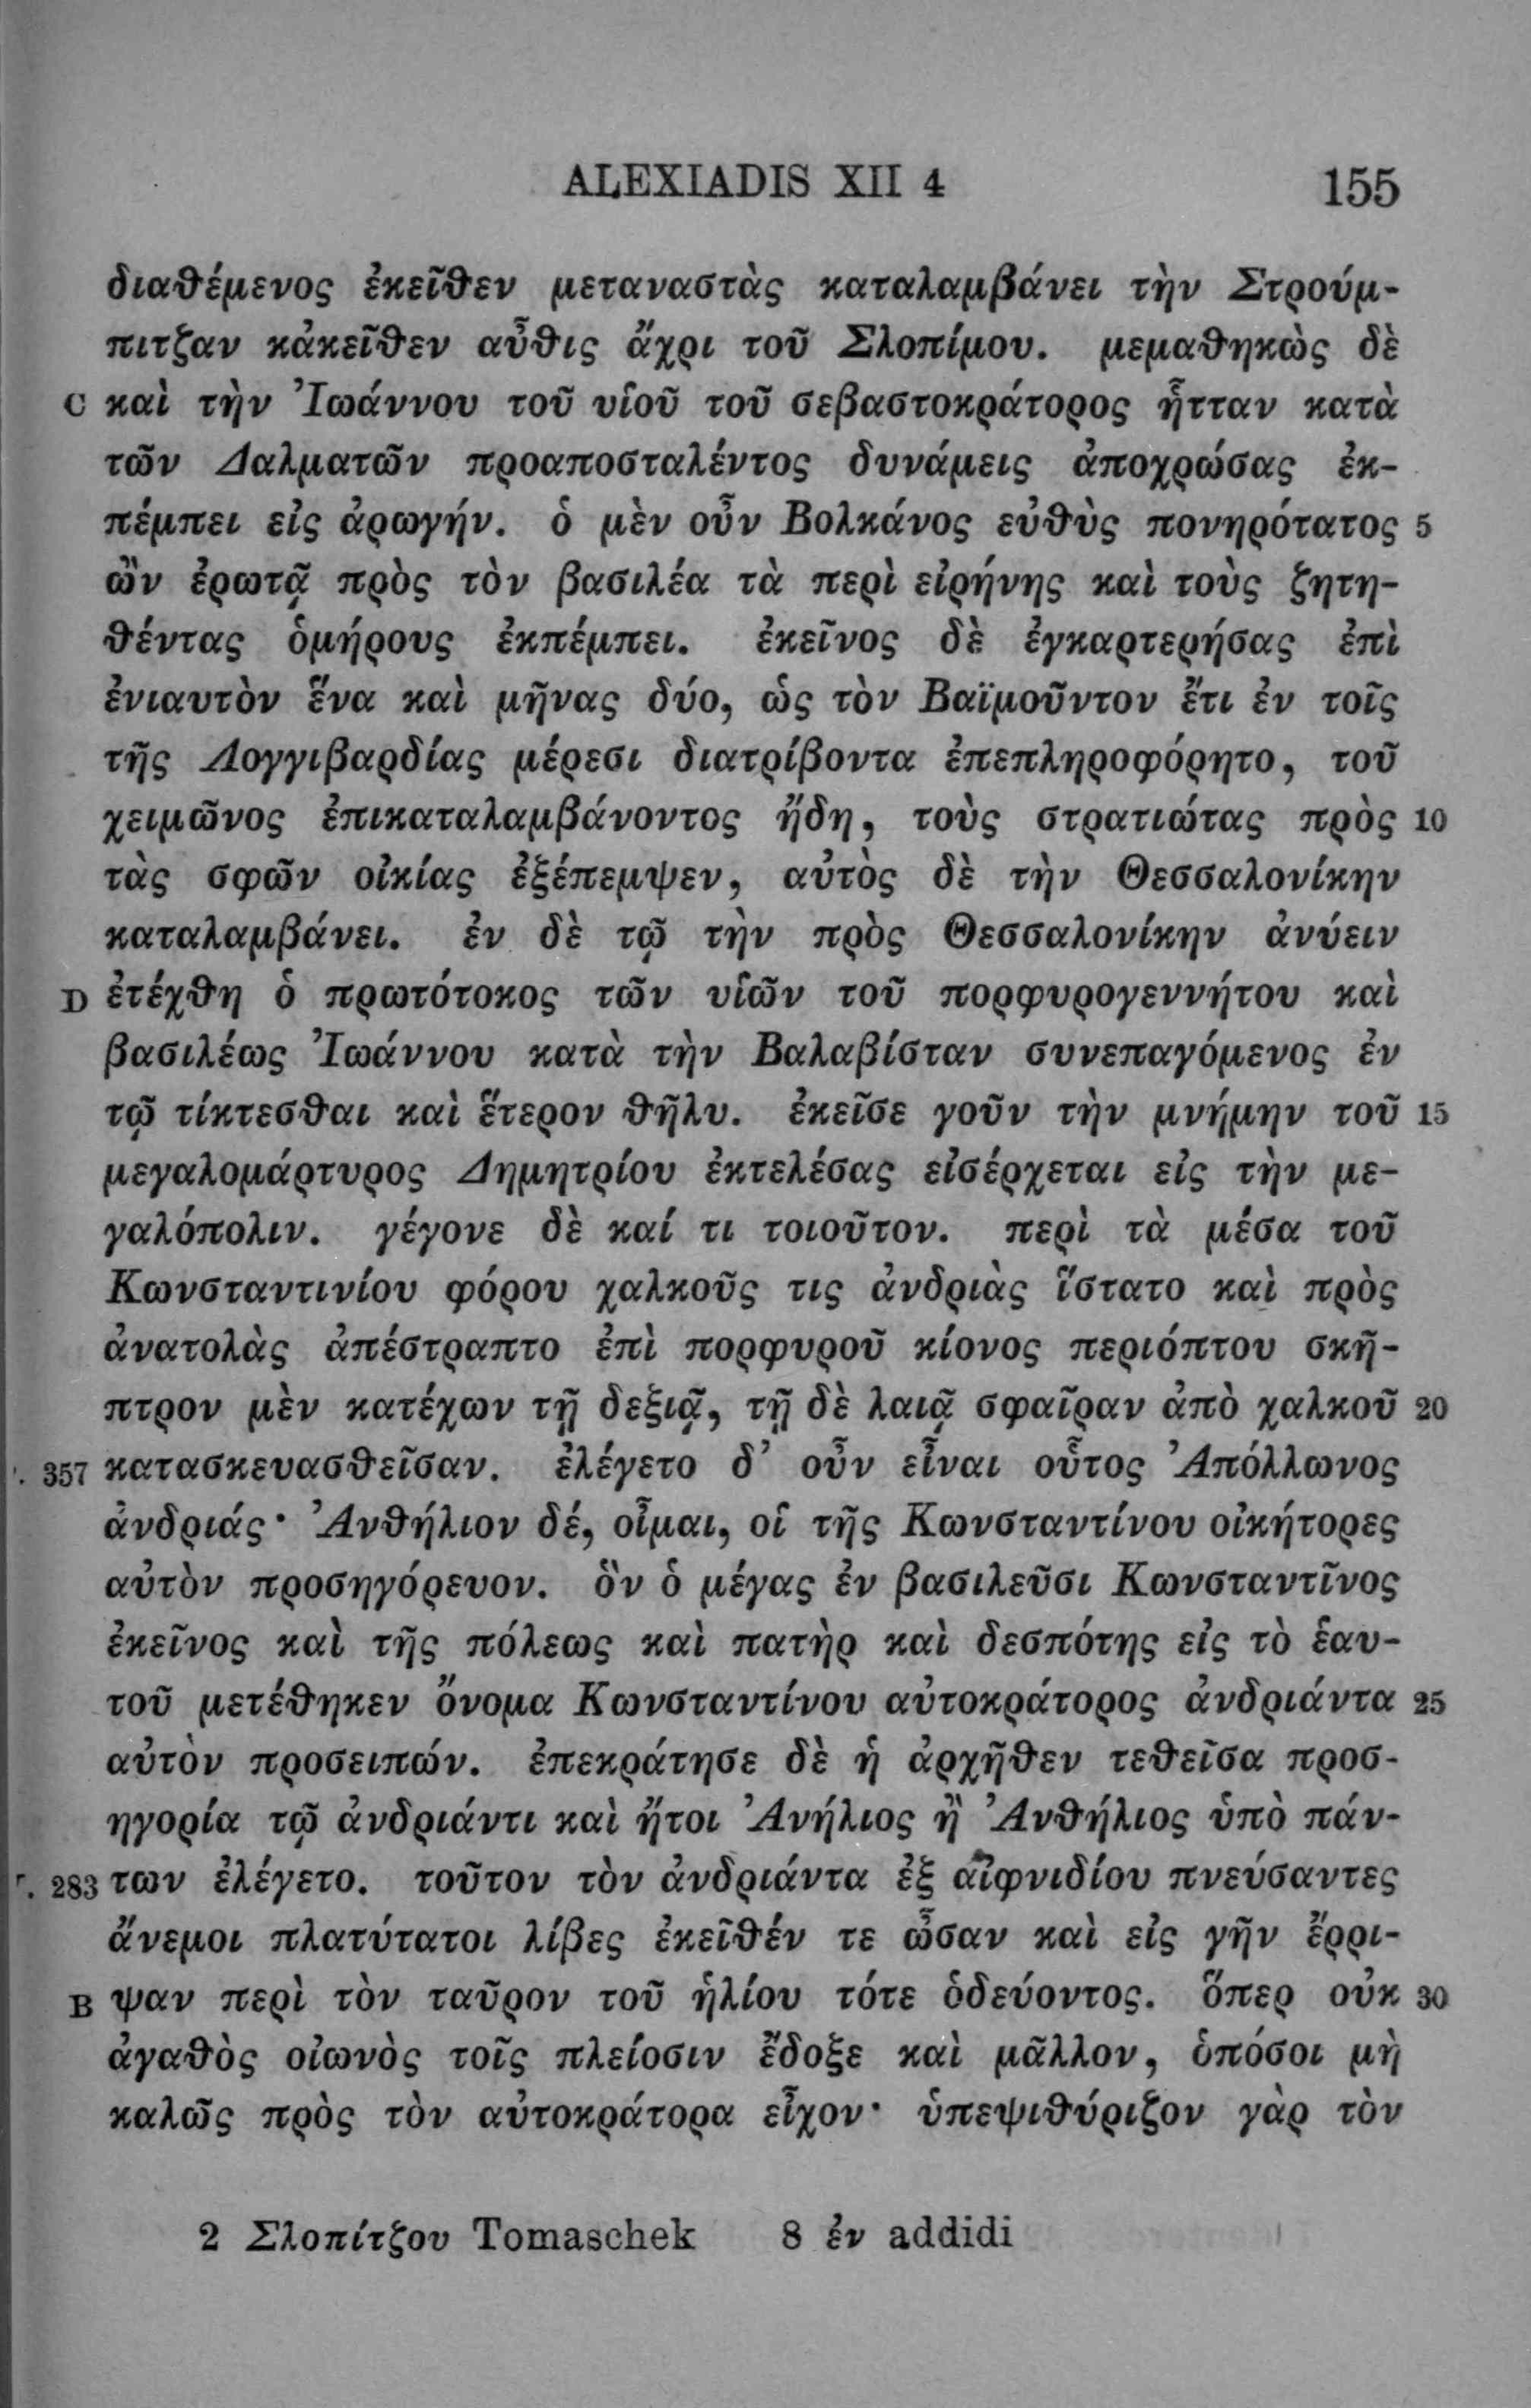 ALEXIADIS XII 4 155
διαθέμενος ἐκεῖθεν μεταναστὰς καταλαμβάνει τὴν Στρούμ-
πιτζαν κἀκεῖθεν αὖθις ἄχρι τοῦ Σλοπίμου. μεμαθηκὼς δὲ
C καὶ τὴν Ἰωάννου τοῦ υἱοῦ τοῦ σεβαστοκράτορος ἧτταν κατὰ
τῶν Δαλματῶν προαποσταλέντος δυνάμεις ἀποχρώσας ἐκ-
πέμπει εἰς ἀρωγήν. ὁ μὲν οὖν Βολκάνος εὐθὺς πονηρότατος 5
ὢν ἐρωτᾷ πρὸς τὸν βασιλέα τὰ περὶ εἰρήνης καὶ τοὺς ζητη-
θέντας ὁμήρους ἐκπέμπει. ἐκεῖνος δὲ ἐγκαρτερήσας ἐπὶ
ἐνιαυτὸν ἕνα καὶ μῆνας δύο, ὡς τὸν Βαϊμοῦντον ἔτι ἐν τοῖς
τῆς Λογγιβαρδίας μέρεσι διατρίβοντα ἐπεπληροφόρητο, τοῦ
χειμῶνος ἐπικαταλαμβάνοντος ἤδη, τοὺς στρατιώτας πρὸς 10
τὰς σφῶν οἰκίας ἐξέπεμψεν, αὐτὸς δὲ τὴν Θεσσαλονίκην
καταλαμβάνει. ἐν δὲ τῷ τὴν πρὸς Θεσσαλονίκην ἀνύειν
D ἐτέχθη ὁ πρωτότοκος τῶν υἱῶν τοῦ πορφυρογεννήτου καὶ
βασιλέως Ἰωάννου κατὰ τὴν Βαλαβίσταν συνεπαγόμενος ἐν
τῷ τίκτεσθαι καὶ ἕτερον θῆλυ. ἐκεῖσε γοῦν τὴν μνήμην τοῦ 15
μεγαλομάρτυρος Δημητρίου ἐκτελέσας εἰσέρχεται εἰς τὴν με-
γαλόπολιν. γέγονε δὲ καί τι τοιοῦτον. περὶ τὰ μέσα τοῦ
Κωνσταντινίου φόρου χαλκοῦς τις ἀνδριὰς ἵστατο καὶ πρὸς
ἀνατολὰς ἀπέστραπτο ἐπὶ πορφυροῦ κίονος περιόπτου σκῆ-
πτρον μὲν κατέχων τῇ δεξιᾷ, τῇ δὲ λαιᾷ σφαῖραν ἀπὸ χαλκοῦ 20
357 κατασκευασθεῖσαν. ἐλέγετο δ’ οὖν εἶναι οὗτος Ἀπόλλωνος
ἀνδριάς· Ἀνθήλιον δέ, οἶμαι, οἱ τῆς Κωνσταντίνου οἰκήτορες
αὐτὸν προσηγόρευον. ὃν ὁ μέγας ἐν βασιλεῦσι Κωνσταντῖνος
ἐκεῖνος καὶ τῆς πόλεως καὶ πατὴρ καὶ δεσπότης εἰς τὸ ἑαυ-
τοῦ μετέθηκεν ὄνομα Κωνσταντίνου αὐτοκράτορος ἀνδριάντα 25
αὐτὸν προσειπών. ἐπεκράτησε δὲ ἡ ἀρχῆθεν τεθεῖσα προσ-
ηγορία τῷ ἀνδριάντι καὶ ἤτοι Ἀνήλιος ἢ Ἀνθήλιος ὑπὸ πάν-
283 των ἐλέγετο. τοῦτον τὸν ἀνδριάντα ἐξ αἰφνιδίου πνεύσαντες
ἄνεμοι πλατύτατοι λίβες ἐκεῖθέν τε ὦσαν καὶ εἰς γῆν ἔρρι-
B ψαν περὶ τὸν ταῦρον τοῦ ἡλίου τότε ὁδεύοντος. ὅπερ οὐκ 30
ἀγαθὸς οἰωνὸς τοῖς πλείοσιν ἔδοξε καὶ μᾶλλον, ὁπόσοι μὴ
καλῶς πρὸς τὸν αὐτοκράτορα εἶχον· ὑπεψιθύριζον γὰρ τὸν
2 Σλοπίτζου Tomaschek 8 ἐν addidi